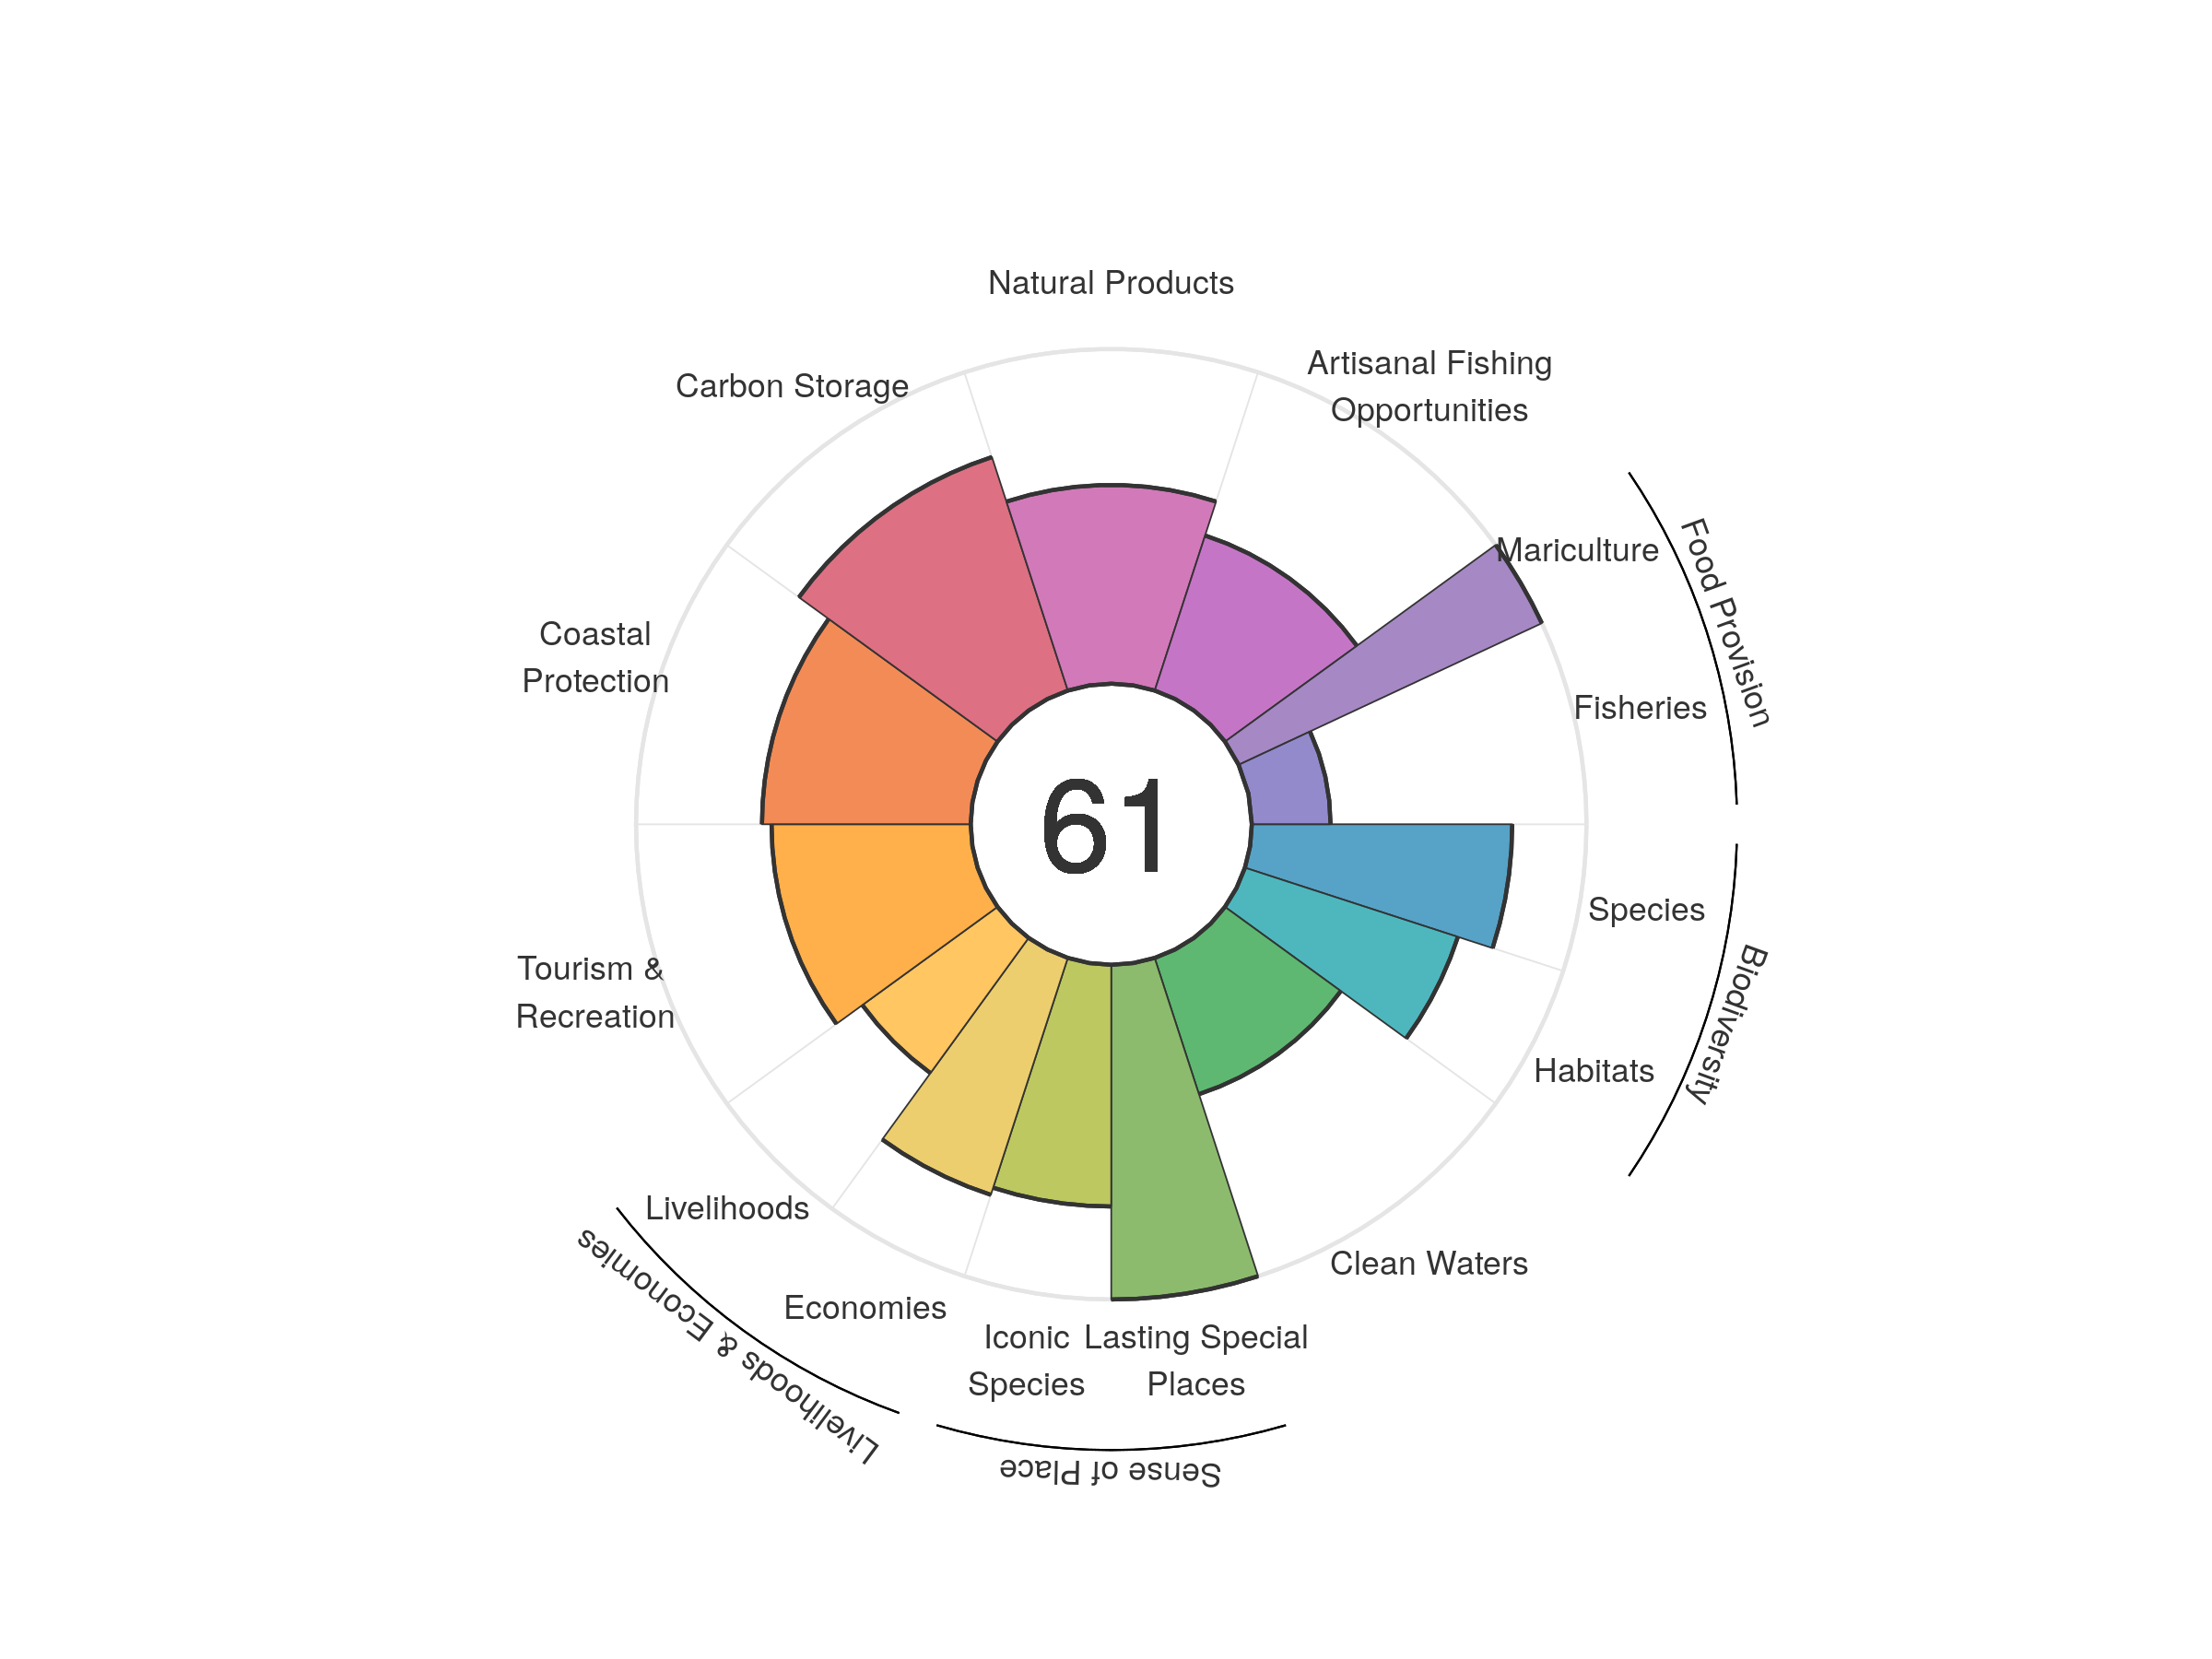 Natural Products
Artisanal Fishing
Opportunities
Carbon Storage
Mariculture
Food Provision
Coastal
Protection
Fisheries
61
Species
Biodiversity
Tourism &
Recreation
Habitats
Livelihoods
Livelihoods & Economies
Clean Waters
Economies
Iconic
Species
Lasting Special
Places
Sense of Place